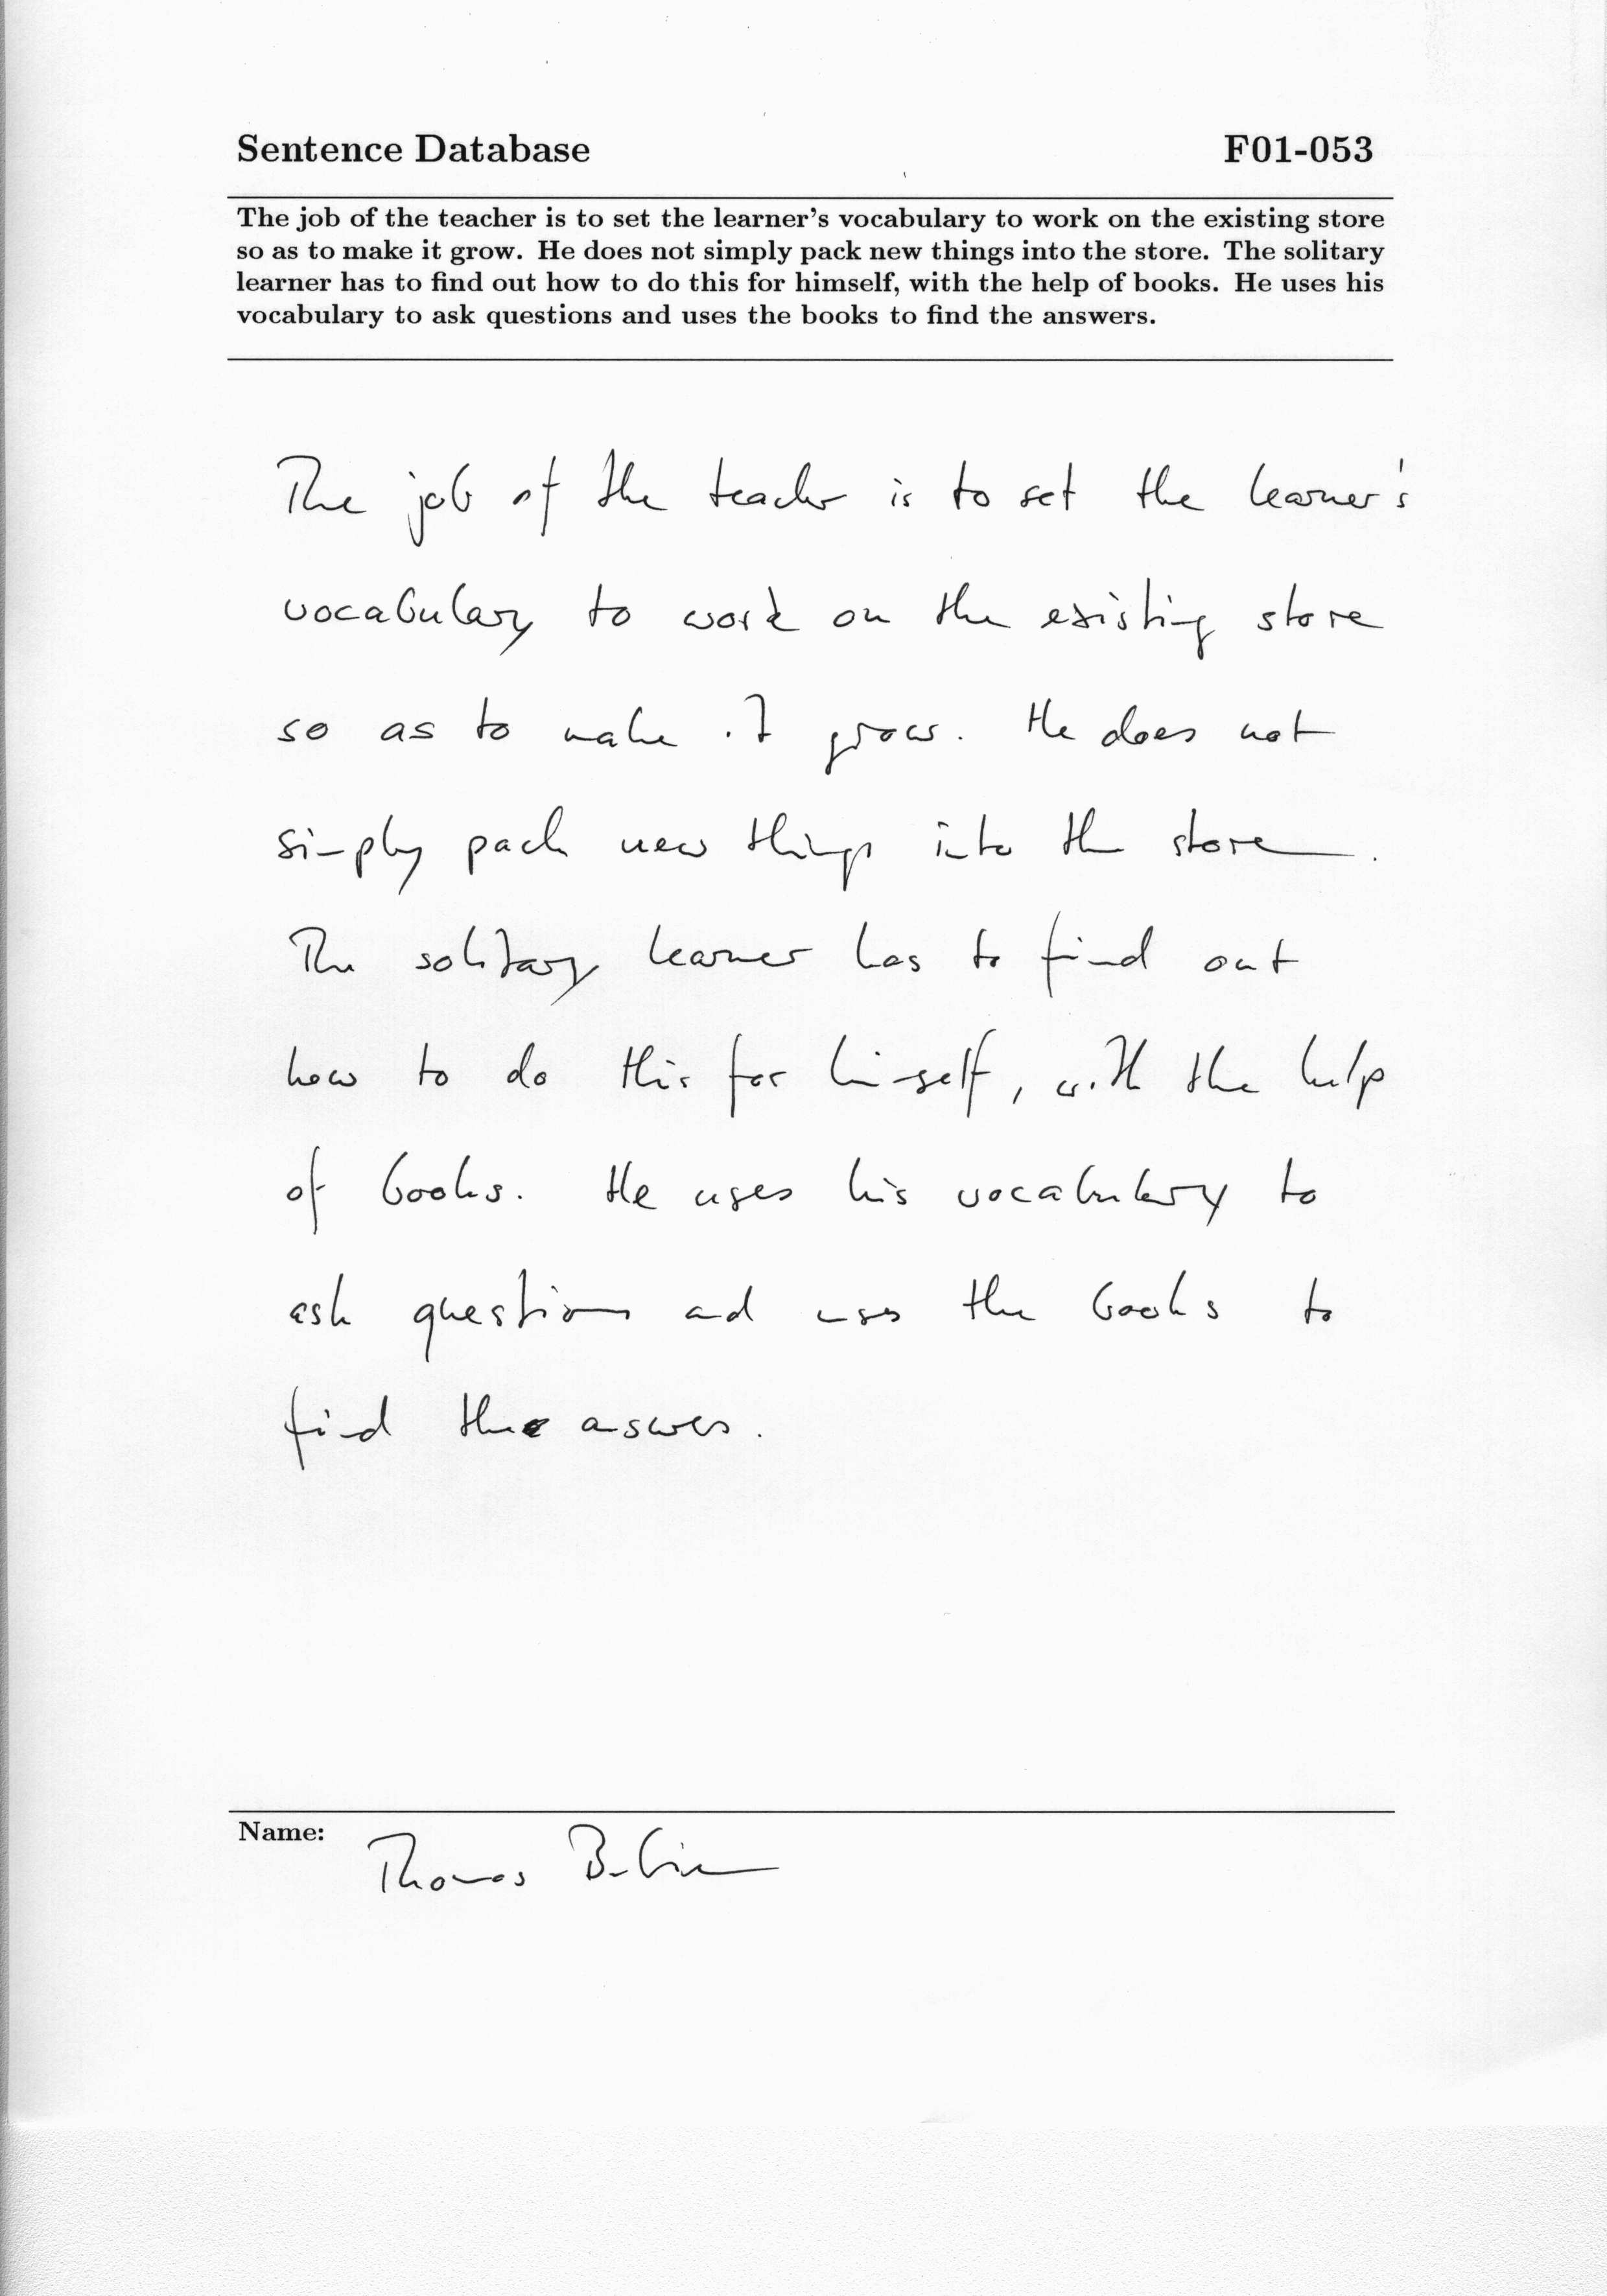 Sentence Database F01-053
The job of the teacher is to set the learner's vocabulary to work on the existing store
so as to make it grow. He does not simply pack new things into the store. The solitary
learner has to find out how to do this for himself, with the help of books. He uses his
vocabulary to ask questions and uses the books to find the answers.
The job of the teacher is to set the learner's
vocabulary to work on the existing store
so as to make it grow. He does not
simply pack new things into the store.
The solitary learner has to find out
how to do this for himself, with the help
of books. He uses his vocabulary to
ask questions and uses the books to
find the answers.
Name: Thomas